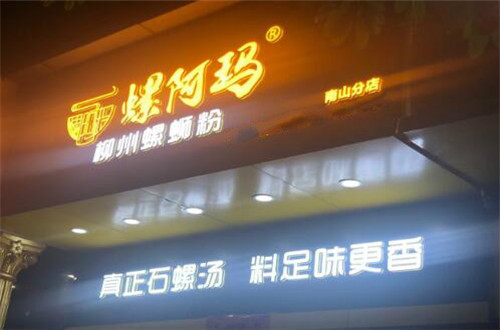 螺阿玛®
南山分店
柳州螺蛳粉
真正石螺汤 料足味更香